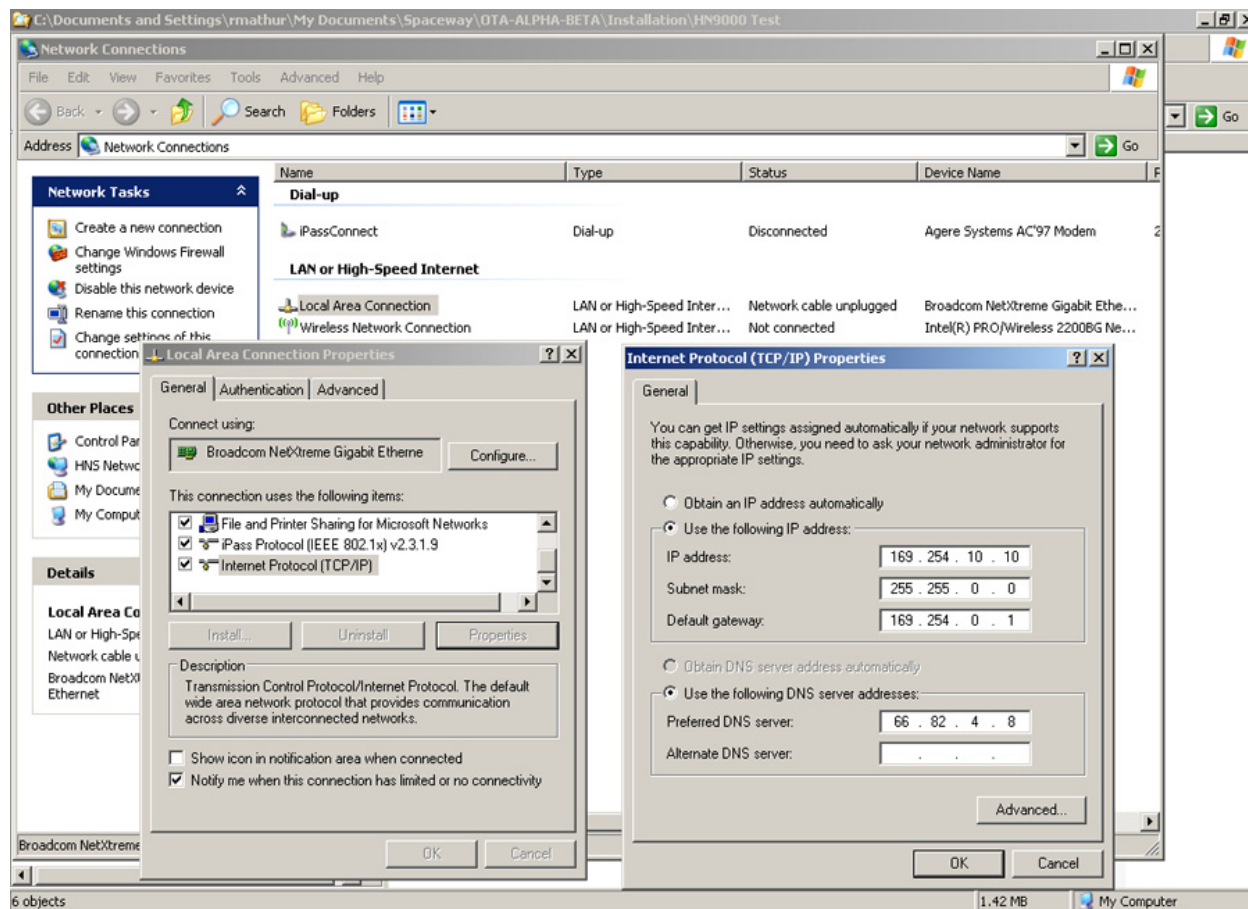 C:\Documents and Settings\rmathur\My Documents\Spaceway\OTA-ALPHA-BETA\Installation\HN9000 Test
Network Connections
File Edit View Favorites Tools Advanced Help
Back Search Folders
Go
Address Network Connections Go
Name Type Status Device Name
Network Tasks
Create a new connection
Change Windows Firewall
settings
Disable this network device
Rename this connection
Change settings of this
connection
Dial-up
iPassConnect Dial-up Disconnected Agere Systems AC'97 Modem 2
LAN or High-Speed Internet
Local Area Connection LAN or High-Speed Inter... Network cable unplugged Broadcom NetXtreme Gigabit Ethe...
Wireless Network Connection LAN or High-Speed Inter... Not connected Intel(R) PRO/Wireless 2200BG Ne...
Other Places
Control Par
HNS Netwo
My Docume
My Comput
Details
Local Area Co
LAN or High-Spe
Network cable u
Broadcom NetX
Ethernet
Broadcom NetXtreme
Local Area Connection Properties
General Authentication Advanced
Connect using:
Broadcom NetXtreme Gigabit Etherne Configure...
This connection uses the following items:
File and Printer Sharing for Microsoft Networks
iPass Protocol (IEEE 802.1x) v2.3.1.9
Internet Protocol (TCP/IP)
Install... Uninstall Properties
Description
Transmission Control Protocol/Internet Protocol. The default
wide area network protocol that provides communication
across diverse interconnected networks.
Show icon in notification area when connected
Notify me when this connection has limited or no connectivity
OK Cancel
Internet Protocol (TCP/IP) Properties
General
You can get IP settings assigned automatically if your network supports
this capability. Otherwise, you need to ask your network administrator for
the appropriate IP settings.
Obtain an IP address automatically
Use the following IP address:
IP address: 169 . 254 . 10 . 10
Subnet mask: 255 . 255 . 0 . 0
Default gateway: 169 . 254 . 0 . 1
Obtain DNS server address automatically
Use the following DNS server addresses:
Preferred DNS server: 66 . 82 . 4 . 8
Alternate DNS server: . . .
Advanced...
OK Cancel
6 objects 1.42 MB My Computer